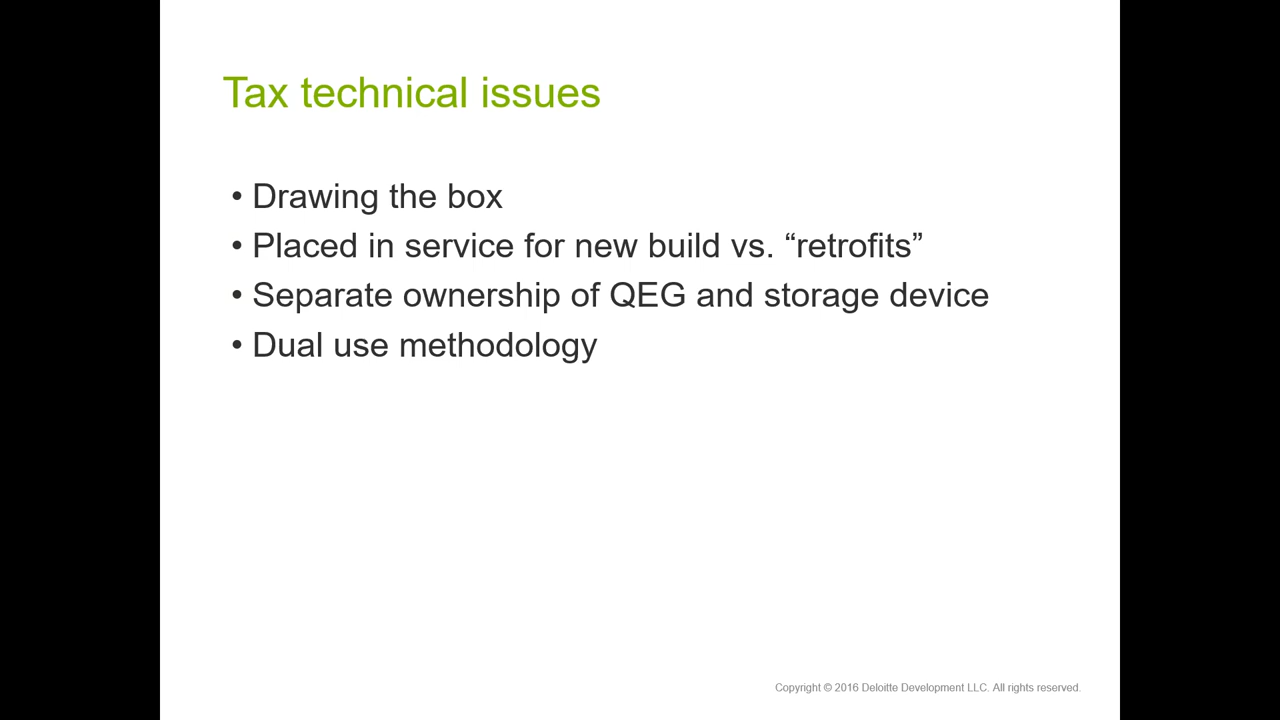 Tax technical issues
• Drawing the box
• Placed in service for new build vs. “retrofits”
• Separate ownership of QEG and storage device
• Dual use methodology
Copyright © 2016 Deloitte Development LLC. All rights reserved.